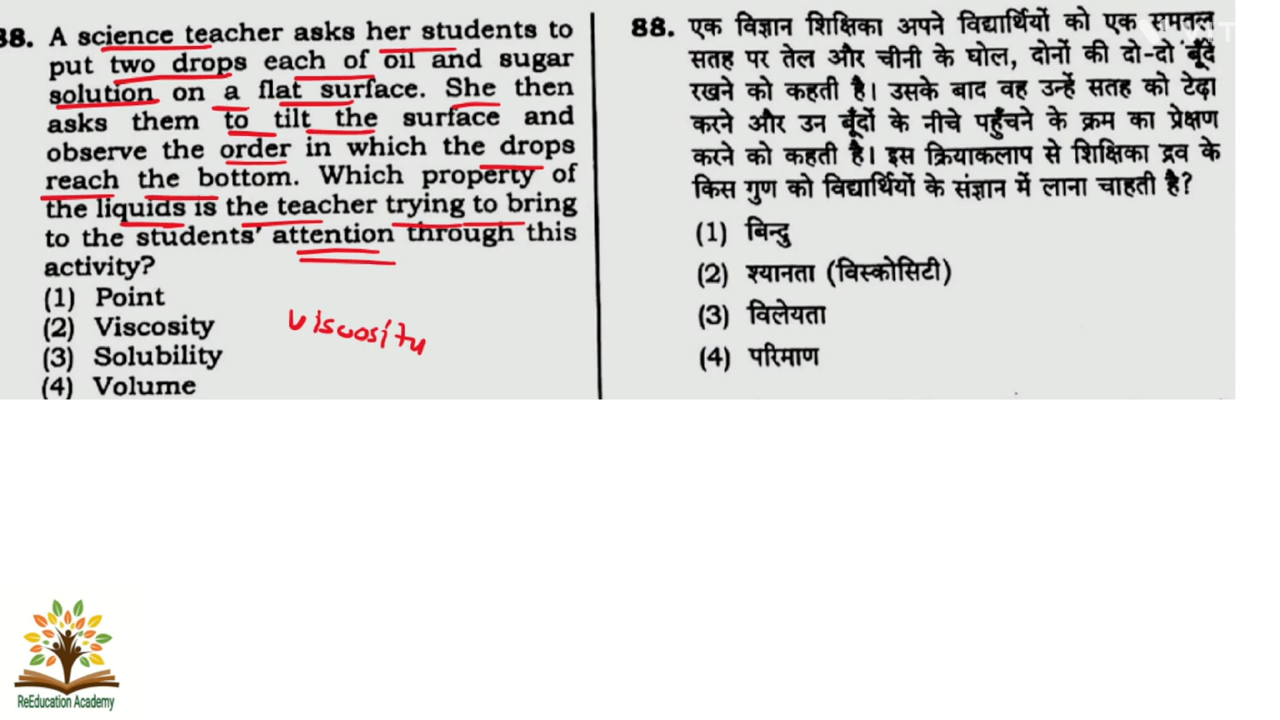 38. A science teacher asks her students to
put two drops each of oil and sugar
solution on a flat surface. She then
asks them to tilt the surface and
observe the order in which the drops
reach the bottom. Which property of
the liquids is the teacher trying to bring
to the students' attention through this
activity?
(1) Point
(2) Viscosity
(3) Solubility
(4) Volume
viscosity
88. एक विज्ञान शिक्षिका अपने विद्यार्थियों को एक समतल
सतह पर तेल और चीनी के घोल, दोनों की दो-दो बूँदें
रखने को कहती है। उसके बाद वह उन्हें सतह को टेढ़ा
करने और उन बूँदों के नीचे पहुँचने के क्रम का प्रेक्षण
करने को कहती है। इस क्रियाकलाप से शिक्षिका द्रव के
किस गुण को विद्यार्थियों के संज्ञान में लाना चाहती है?
(1) बिन्दु
(2) श्यानता (विस्कोसिटी)
(3) विलेयता
(4) परिमाण
ReEducation Academy